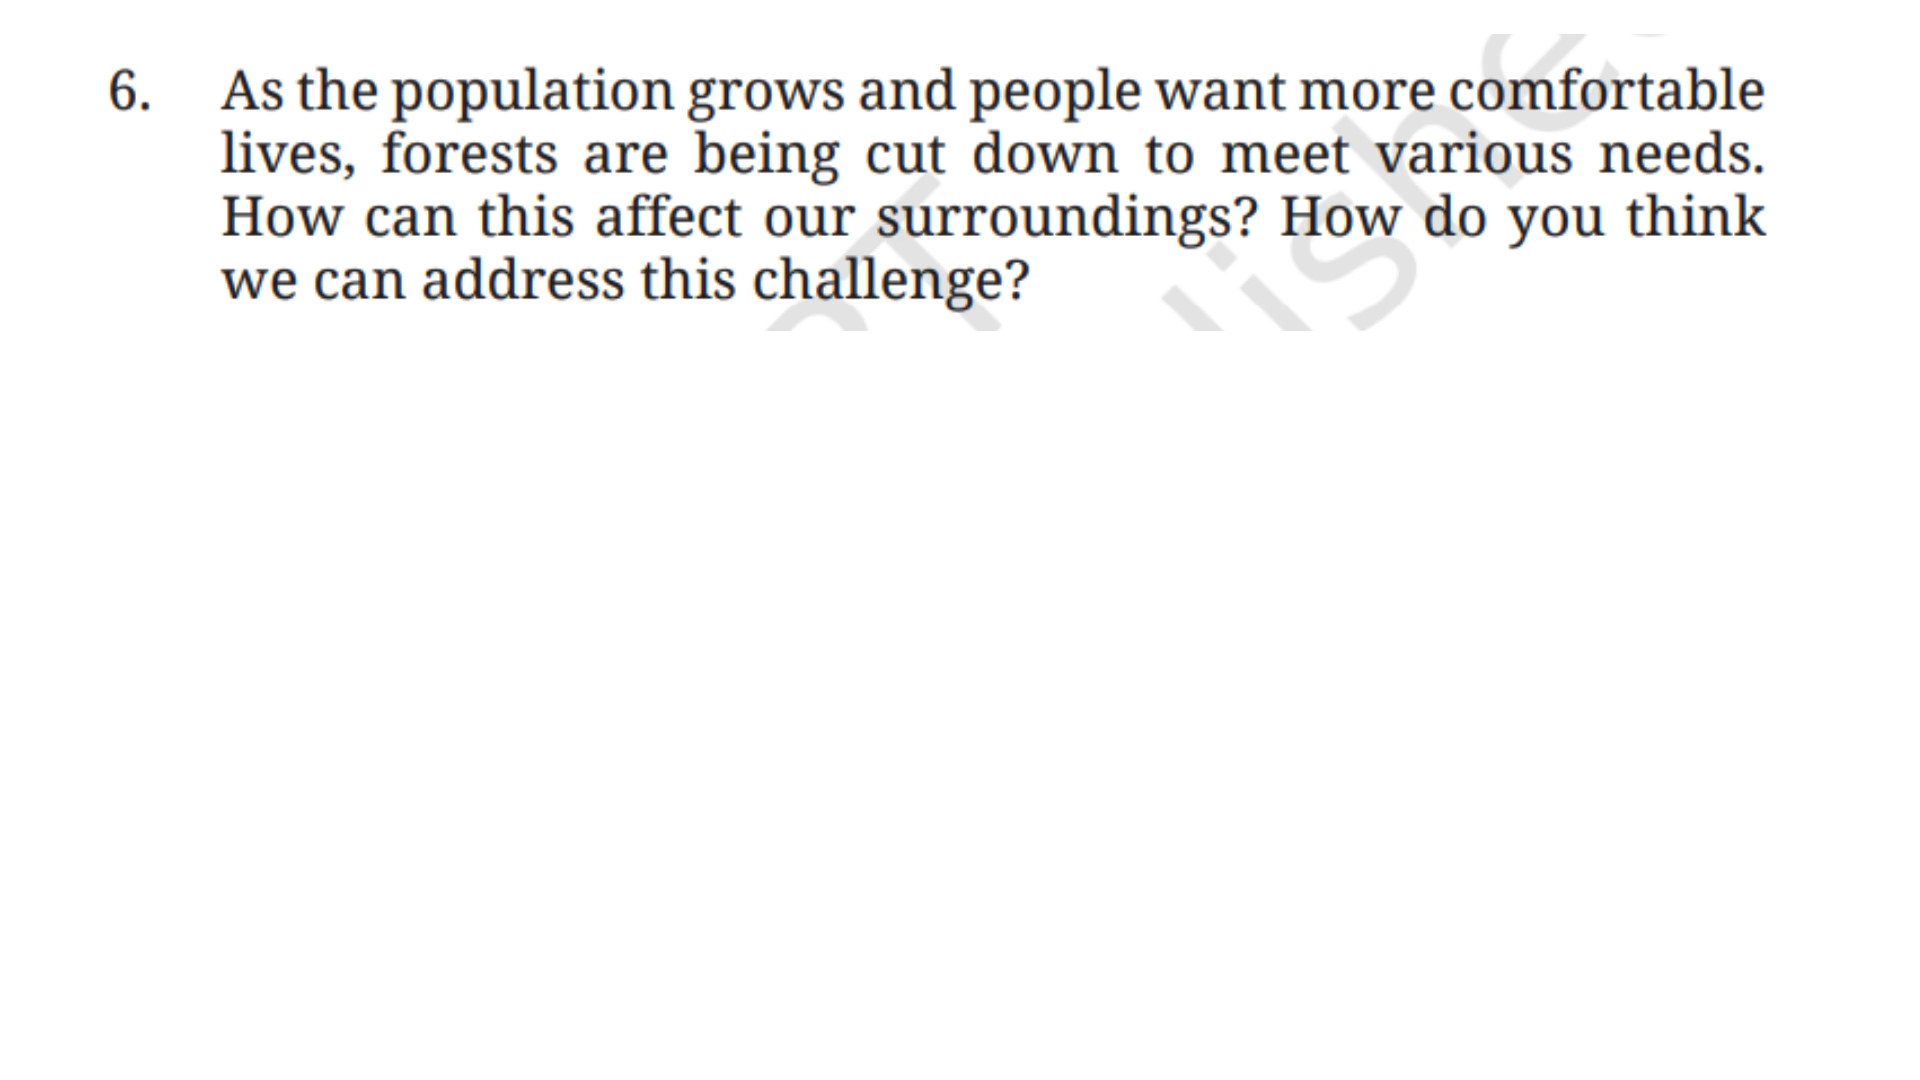 6. As the population grows and people want more comfortable
lives, forests are being cut down to meet various needs.
How can this affect our surroundings? How do you think
we can address this challenge?